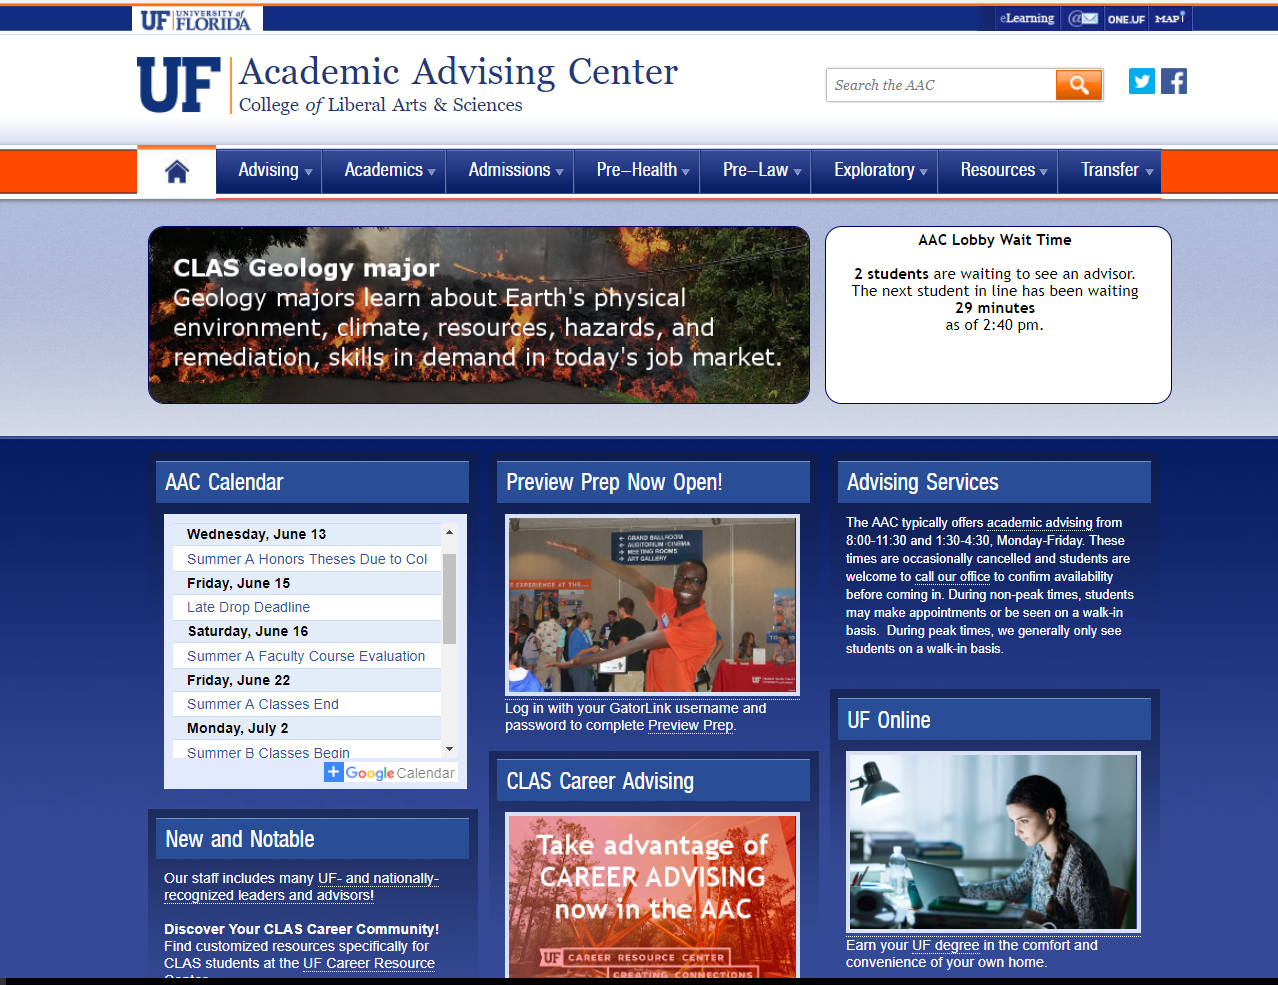 UF UNIVERSITY of FLORIDA
eLearning
@
ONE.UF
MAP
UF Academic Advising Center
College of Liberal Arts & Sciences
Search the AAC
Advising
Academics
Admissions
Pre–Health
Pre–Law
Exploratory
Resources
Transfer
CLAS Geology major
Geology majors learn about Earth's physical
environment, climate, resources, hazards, and
remediation, skills in demand in today's job market.
AAC Lobby Wait Time
2 students are waiting to see an advisor.
The next student in line has been waiting
29 minutes
as of 2:40 pm.
AAC Calendar
Wednesday, June 13
Summer A Honors Theses Due to Col
Friday, June 15
Late Drop Deadline
Saturday, June 16
Summer A Faculty Course Evaluation
Friday, June 22
Summer A Classes End
Monday, July 2
Summer B Classes Begin
Google Calendar
New and Notable
Our staff includes many UF- and nationally-
recognized leaders and advisors!
Discover Your CLAS Career Community!
Find customized resources specifically for
CLAS students at the UF Career Resource
Center
Preview Prep Now Open!
GRAND BALLROOM
AUDITORIUM/CINEMA
MEETING ROOMS
ART GALLERY
EXPERIENCE AT THE...
Log in with your GatorLink username and
password to complete Preview Prep.
CLAS Career Advising
Take advantage of
CAREER ADVISING
now in the AAC
UF CAREER RESOURCE CENTER
CREATING CONNECTIONS
Advising Services
The AAC typically offers academic advising from
8:00-11:30 and 1:30-4:30, Monday-Friday. These
times are occasionally cancelled and students are
welcome to call our office to confirm availability
before coming in. During non-peak times, students
may make appointments or be seen on a walk-in
basis.  During peak times, we generally only see
students on a walk-in basis.
UF Online
Earn your UF degree in the comfort and
convenience of your own home.